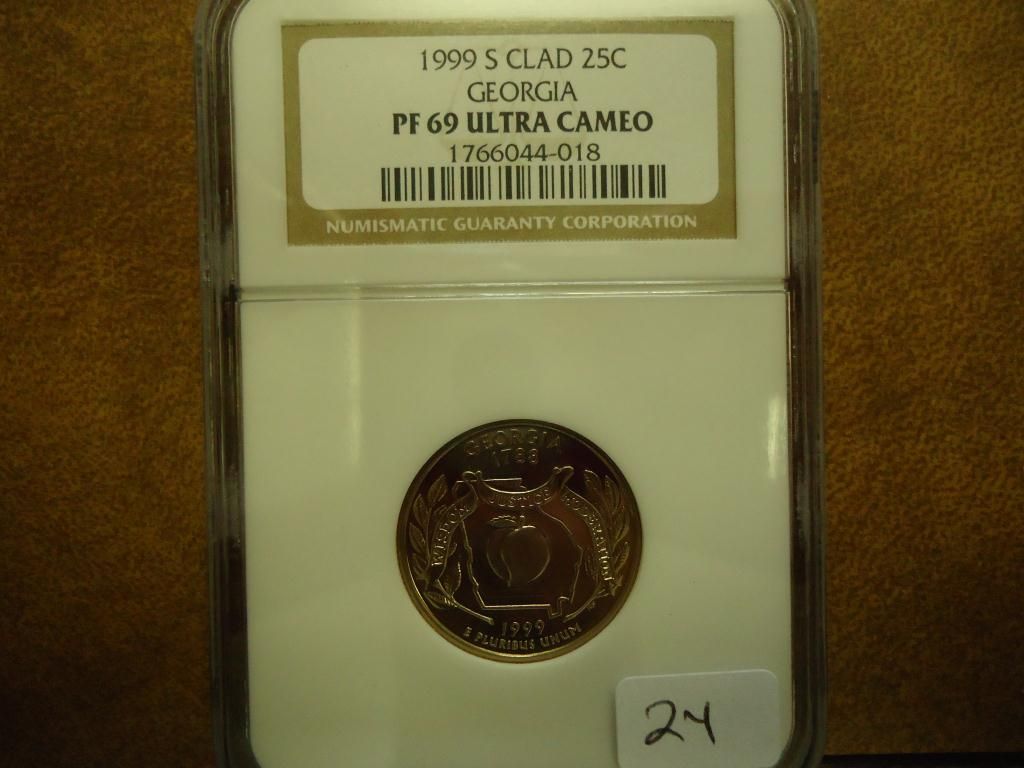 1999 S CLAD 25C
GEORGIA
PF 69 ULTRA CAMEO
1766044-018
NUMISMATIC GUARANTY CORPORATION
GEORGIA
1788
WISDOM JUSTICE MODERATION
1999
E PLURIBUS UNUM
24